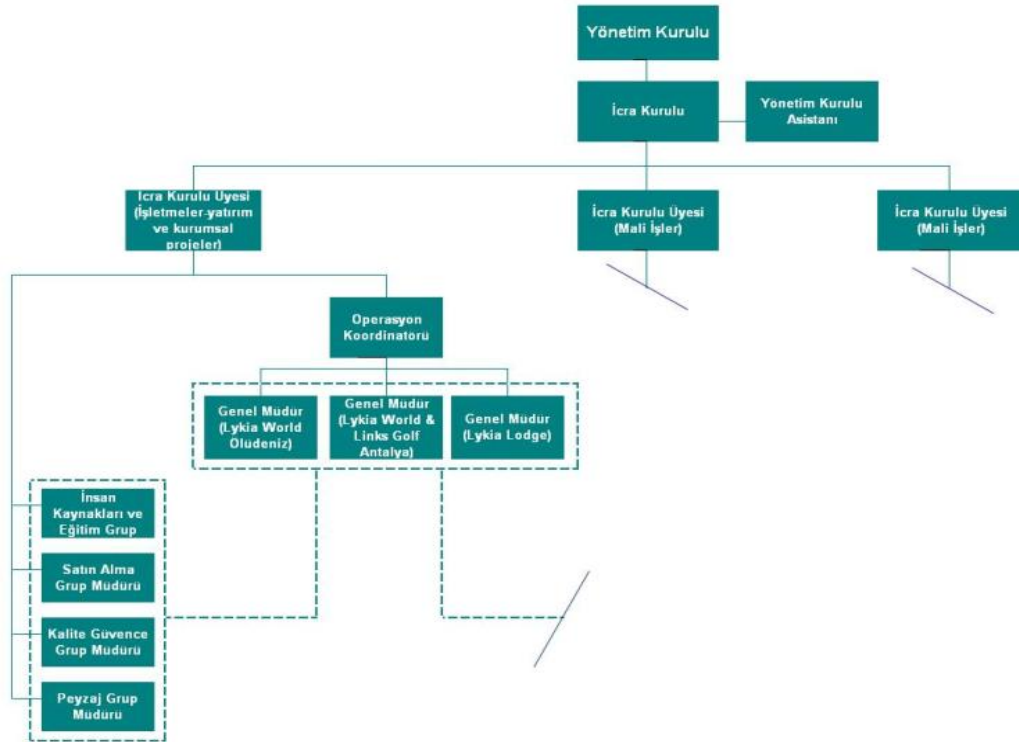 Yönetim Kurulu
İcra Kurulu
Yönetim Kurulu
Asistanı
İcra Kurulu Üyesi
(İşletmeler-yatırım
ve kurumsal
projeler)
İcra Kurulu Üyesi
(Mali İşler)
İcra Kurulu Üyesi
(Mali İşler)
Operasyon
Koordinatörü
Genel Müdür
(Lykia World
Ölüdeniz)
Genel Müdür
(Lykia World &
Links Golf
Antalya)
Genel Müdür
(Lykia Lodge)
İnsan
Kaynakları ve
Eğitim Grup
Satın Alma
Grup Müdürü
Kalite Güvence
Grup Müdürü
Peyzaj Grup
Müdürü